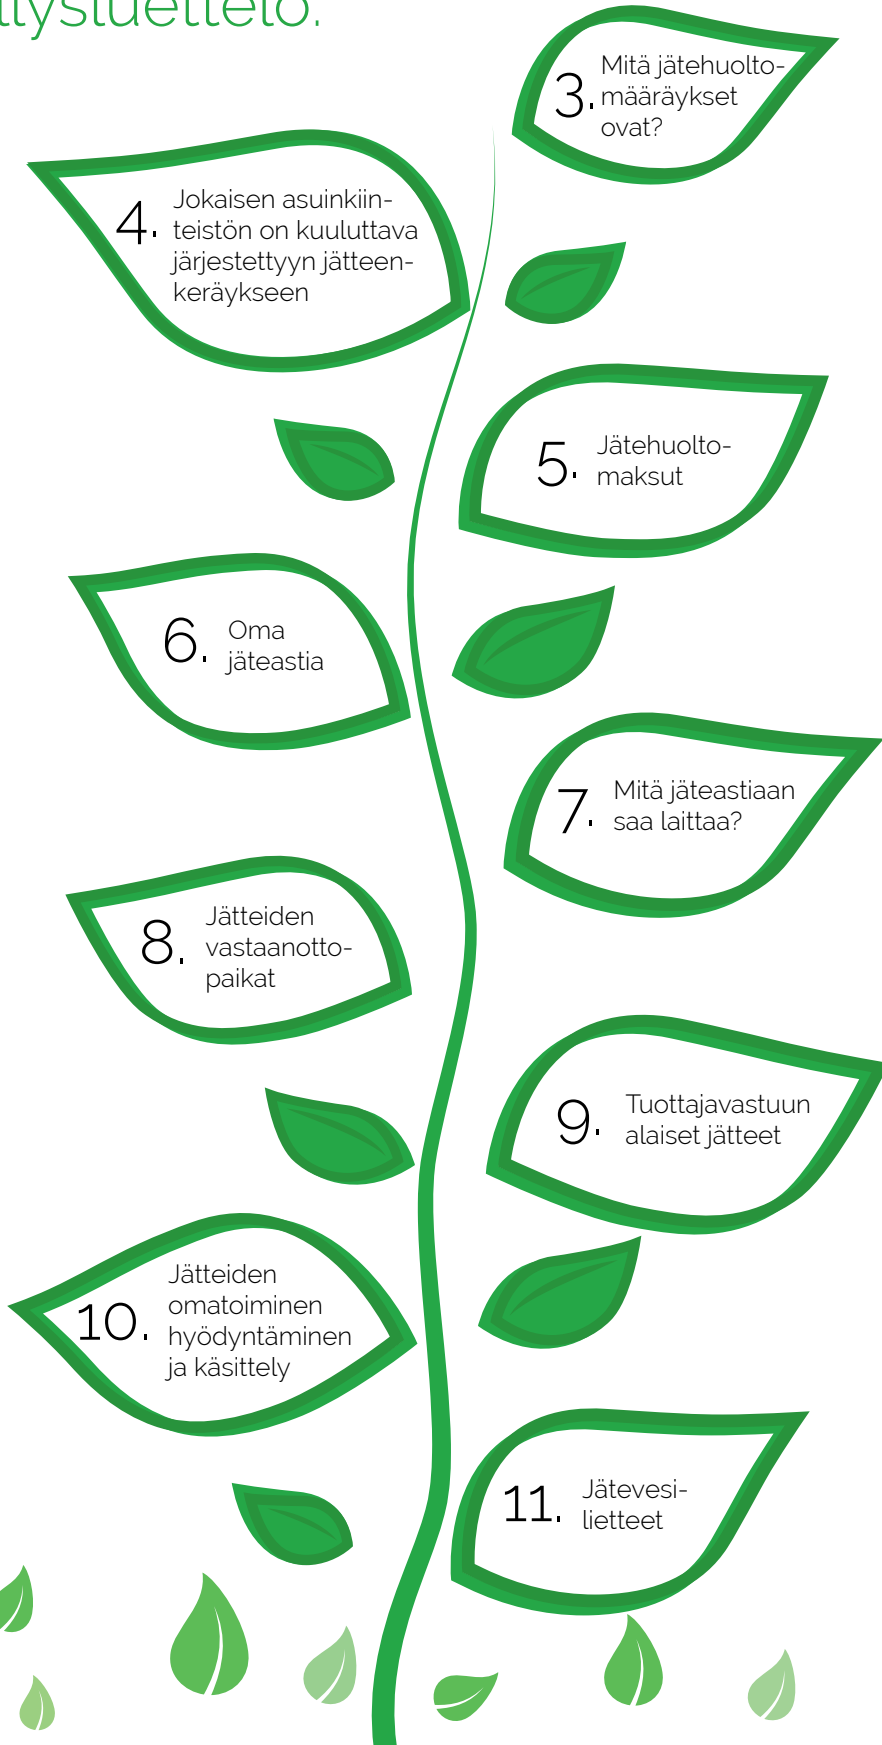 llysluettelo:
3. Mitä jätehuolto-
määräykset
ovat?
4. Jokaisen asuinkiin-
teistön on kuuluttava
järjestettyyn jätteen-
keräykseen
5. Jätehuolto-
maksut
6. Oma
jäteastia
7. Mitä jäteastiaan
saa laittaa?
8. Jätteiden
vastaanotto-
paikat
9. Tuottajavastuun
alaiset jätteet
10. Jätteiden
omatoiminen
hyödyntäminen
ja käsittely
11. Jätevesi-
lietteet